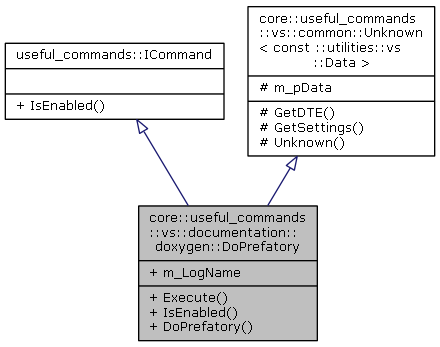 useful_commands::ICommand
+ IsEnabled()
core::useful_commands
::vs::common::Unknown
< const ::utilities::vs
::Data >
# m_pData
# GetDTE()
# GetSettings()
# Unknown()
core::useful_commands
::vs::documentation::
doxygen::DoPrefatory
+ m_LogName
+ Execute()
+ IsEnabled()
+ DoPrefatory()